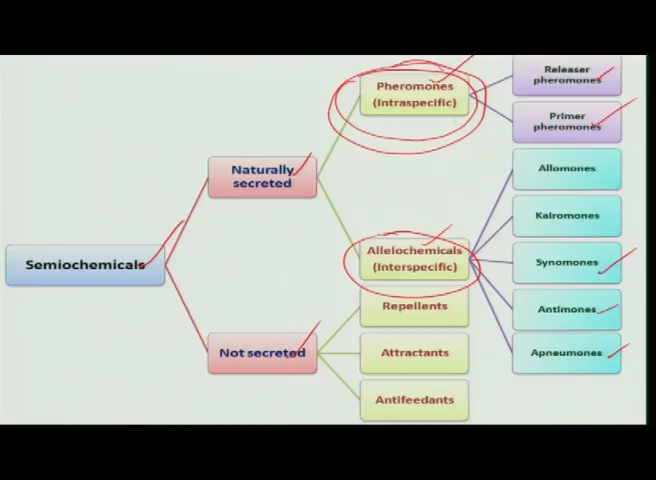 Semiochemicals
Naturally
secreted
Not secreted
Pheromones
(Intraspecific)
Allelochemicals
(Interspecific)
Repellents
Attractants
Antifeedants
Releaser
pheromones
Primer
pheromones
Allomones
Kairomones
Synomones
Antimones
Apneumones